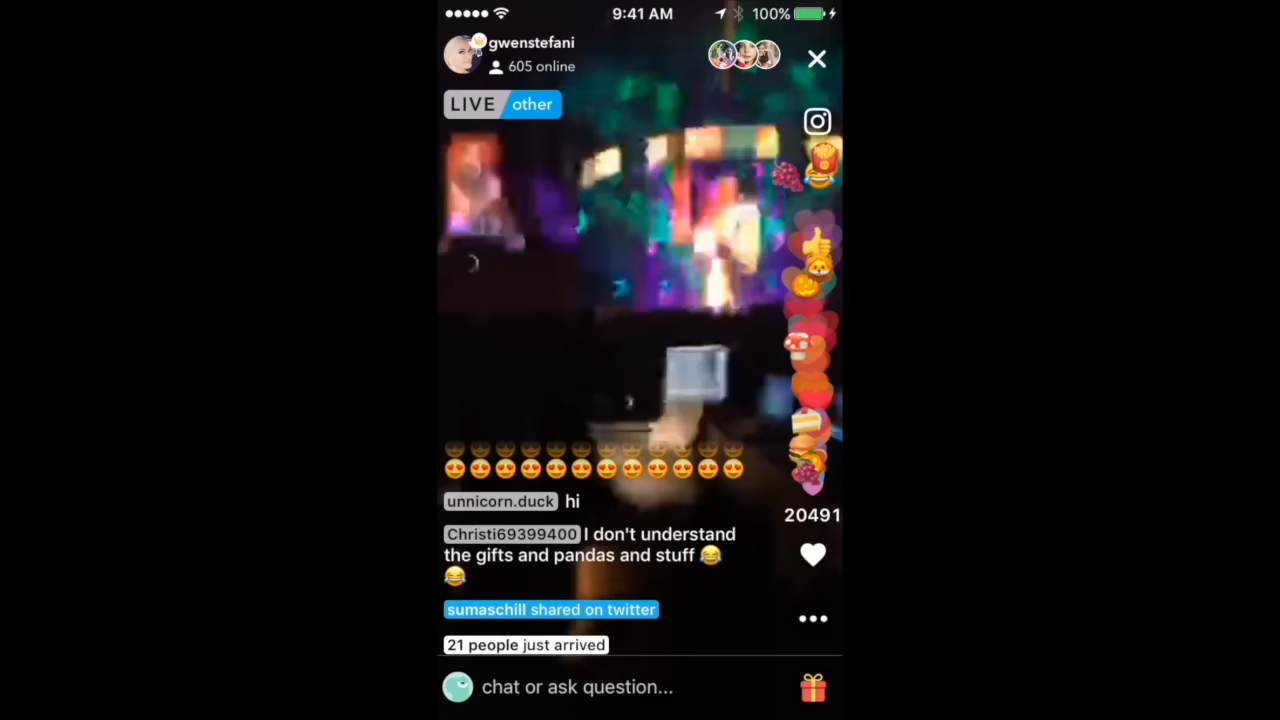 9:41 AM
100%
gwenstefani
605 online
LIVE other
unnicorn.duck hi
Christi69399400 I don't understand
the gifts and pandas and stuff 😂
😂
sumaschill shared on twitter
21 people just arrived
20491
chat or ask question...